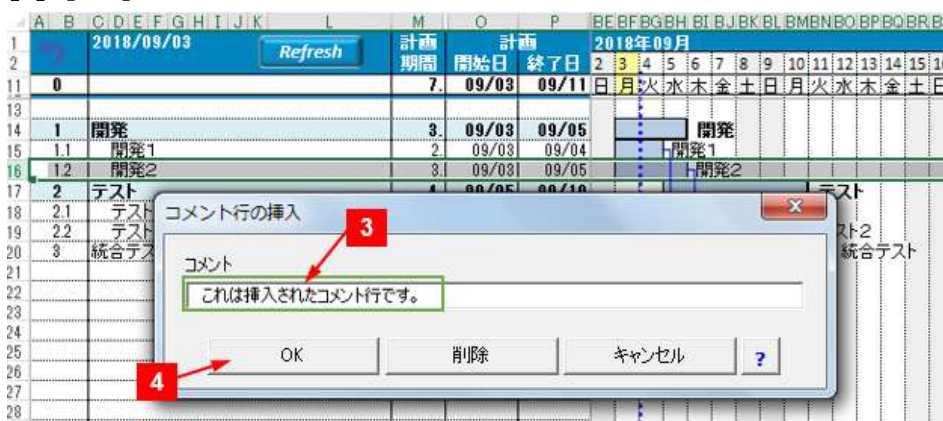 A B C D E F G H I J K L M O P BE BF BG BH BI BJ BK BL BM BN BO BP BQ BR B
1 2018/09/03 Refresh 計画 計画 2018年09月
2 期間 開始日 終了日 2 3 4 5 6 7 8 9 10 11 12 13 14 15 1
11 0 7. 09/03 09/11 日 月 火 水 木 金 土 日 月 火 水 木 金 土 日
13
14 1 開発 3. 09/03 09/05 開発
15 1.1 開発1 2. 09/03 09/04 開発1
16 1.2 開発2 3. 09/03 09/05 開発2
17 2 テスト 4. 09/05 09/10 テスト
18 2.1 テスト
19 2.2 テスト スト2
20 3 統合テス 統合テスト
21
22
23
24
25
26
27
28
コメント行の挿入
3
コメント
これは挿入されたコメント行です。
OK 削除 キャンセル ?
4